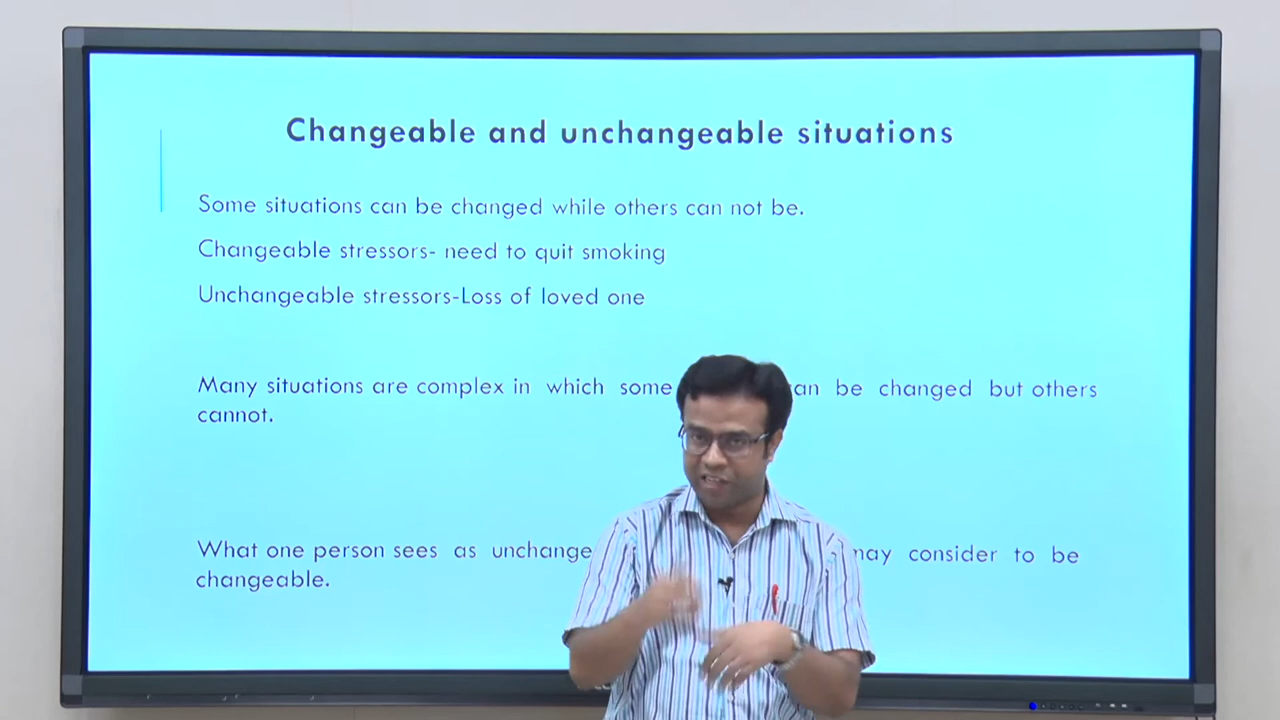 Changeable and unchangeable situations
Some situations can be changed while others can not be.
Changeable stressors- need to quit smoking
Unchangeable stressors-Loss of loved one
Many situations are complex in which some can be changed but others
cannot.
What one person sees as may consider to be
changeable.